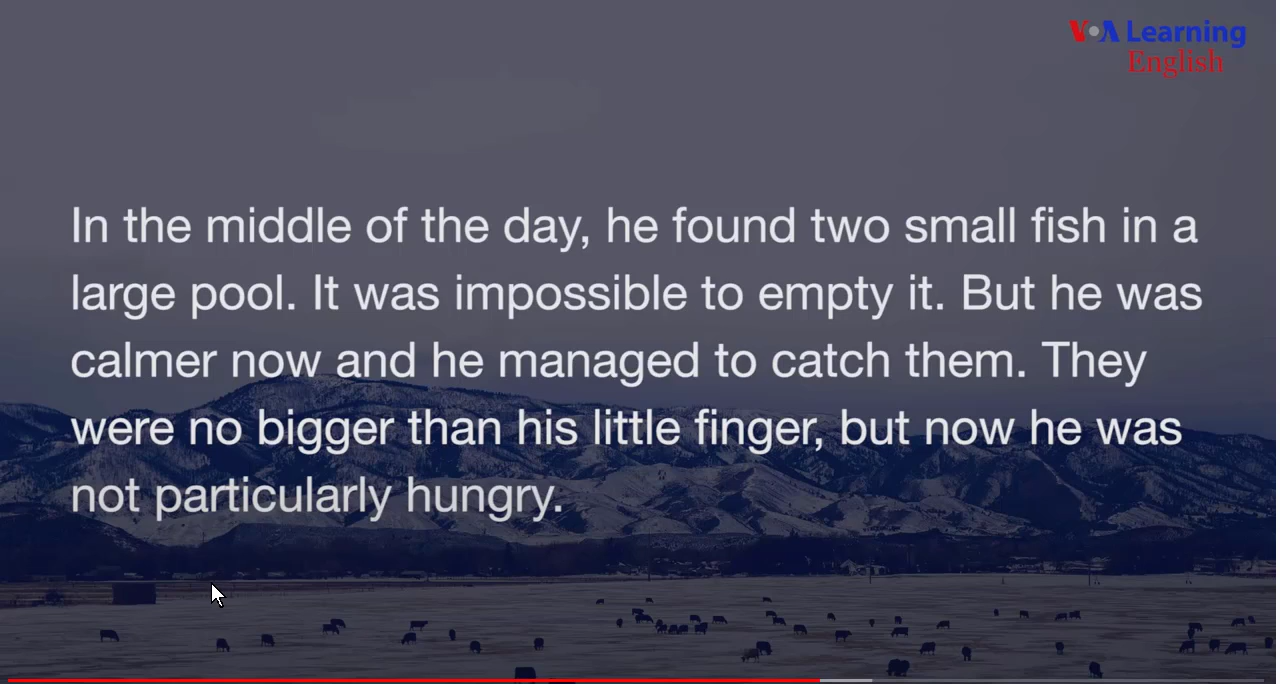 VOA Learning
English
In the middle of the day, he found two small fish in a
large pool. It was impossible to empty it. But he was
calmer now and he managed to catch them. They
were no bigger than his little finger, but now he was
not particularly hungry.